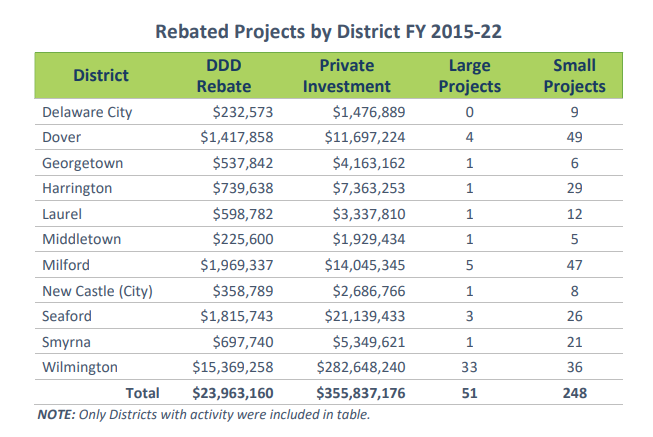 Rebated Projects by District FY 2015-22
District DDD Rebate Private Investment Large Projects Small Projects
Delaware City $232,573 $1,476,889 0 9
Dover $1,417,858 $11,697,224 4 49
Georgetown $537,842 $4,163,162 1 6
Harrington $739,638 $7,363,253 1 29
Laurel $598,782 $3,337,810 1 12
Middletown $225,600 $1,929,434 1 5
Milford $1,969,337 $14,045,345 5 47
New Castle (City) $358,789 $2,686,766 1 8
Seaford $1,815,743 $21,139,433 3 26
Smyrna $697,740 $5,349,621 1 21
Wilmington $15,369,258 $282,648,240 33 36
Total $23,963,160 $355,837,176 51 248
NOTE: Only Districts with activity were included in table.